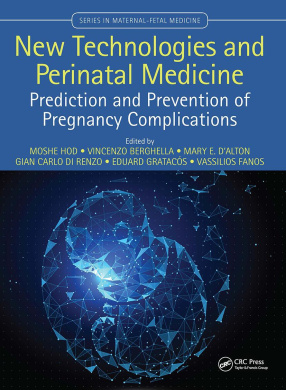 SERIES IN MATERNAL-FETAL MEDICINE
New Technologies and
Perinatal Medicine
Prediction and Prevention of
Pregnancy Complications
Edited by
MOSHE HOD • VINCENZO BERGHELLA • MARY E. D'ALTON
GIAN CARLO DI RENZO • EDUARD GRATACÓS • VASSILIOS FANOS
CRC Press
Taylor & Francis Group